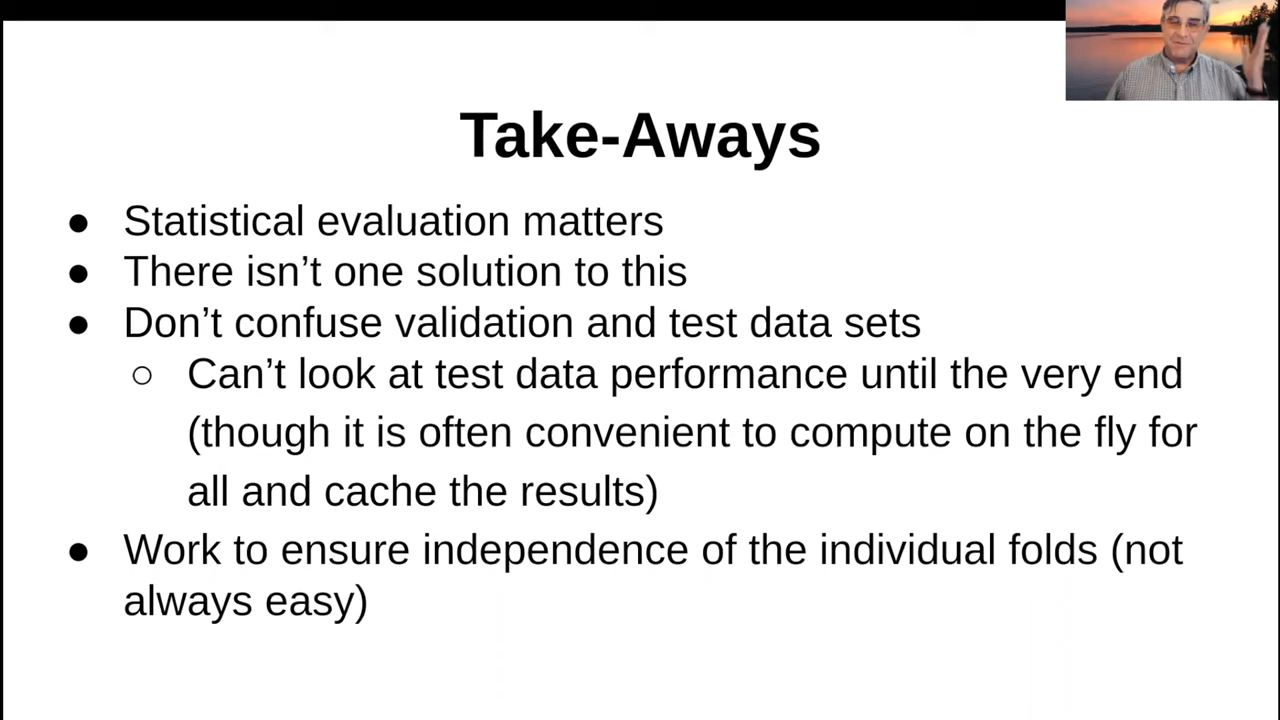 Take-Aways
● Statistical evaluation matters
● There isn’t one solution to this
● Don’t confuse validation and test data sets
○ Can’t look at test data performance until the very end
(though it is often convenient to compute on the fly for
all and cache the results)
● Work to ensure independence of the individual folds (not
always easy)